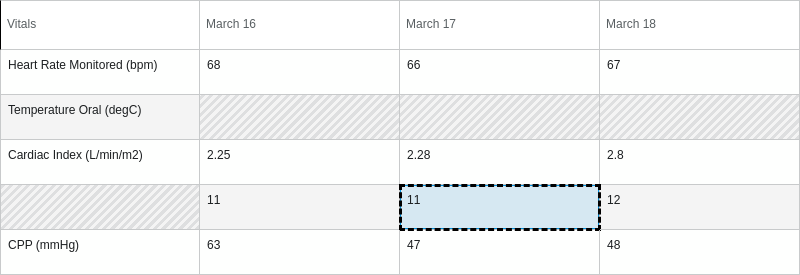 Vitals March 16 March 17 March 18
Heart Rate Monitored (bpm) 68 66 67
Temperature Oral (degC)
Cardiac Index (L/min/m2) 2.25 2.28 2.8
11 11 12
CPP (mmHg) 63 47 48